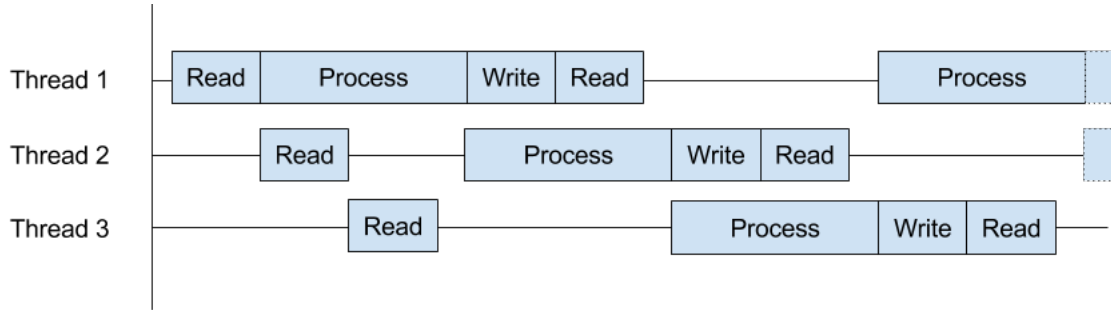 Thread 1 Read Process Write Read Process
Thread 2 Read Process Write Read
Thread 3 Read Process Write Read